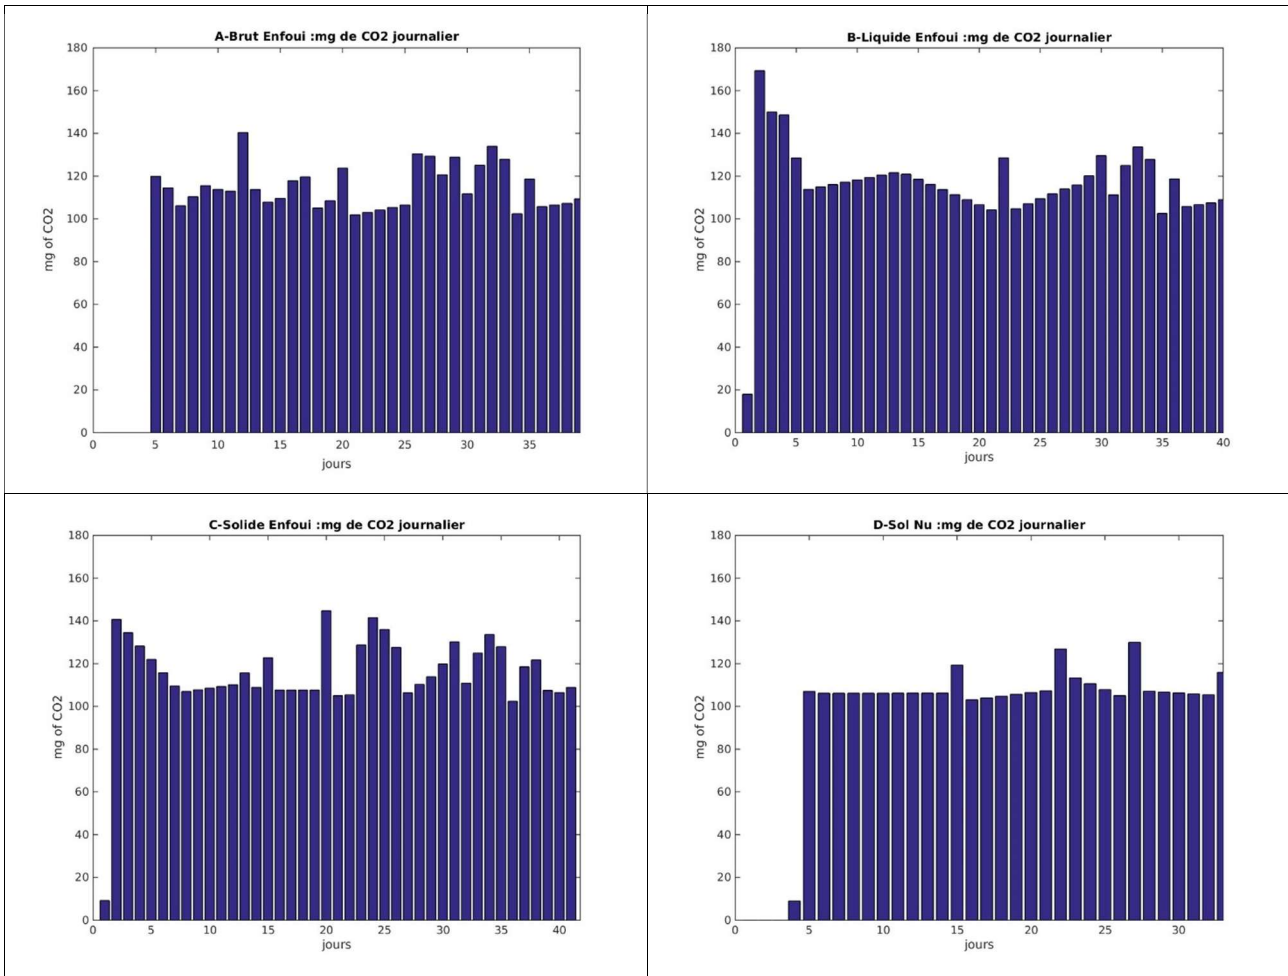 A-Brut Enfoui :mg de CO2 journalier
180
160
140
120
100
80
60
40
20
0
mg of CO2
0 5 10 15 20 25 30 35
jours
B-Liquide Enfoui :mg de CO2 journalier
180
160
140
120
100
80
60
40
20
0
mg of CO2
0 5 10 15 20 25 30 35 40
jours
C-Solide Enfoui :mg de CO2 journalier
180
160
140
120
100
80
60
40
20
0
mg of CO2
0 5 10 15 20 25 30 35 40
jours
D-Sol Nu :mg de CO2 journalier
180
160
140
120
100
80
60
40
20
0
mg of CO2
0 5 10 15 20 25 30
jours